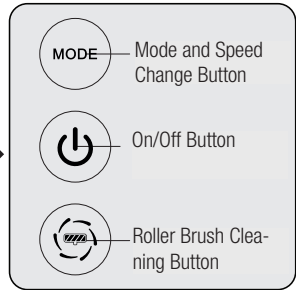 MODE
Mode and Speed
Change Button
On/Off Button
Roller Brush Clea-
ning Button